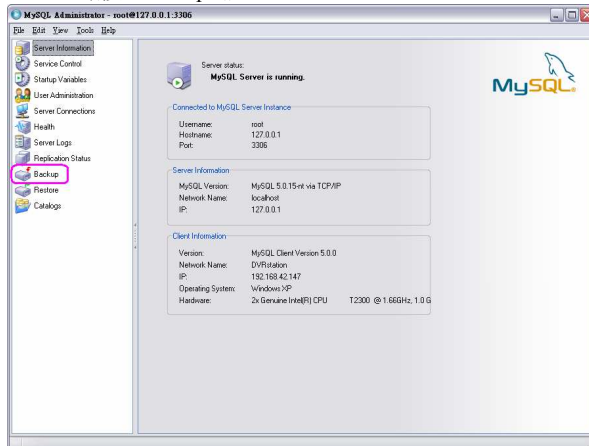 MySQL Administrator - root@127.0.0.1:3306
File Edit View Tools Help
Server Information
Service Control
Startup Variables
User Administration
Server Connections
Health
Server Logs
Replication Status
Backup
Restore
Catalogs
Server status:
MySQL Server is running.
MySQL
Connected to MySQL Server Instance
Username: root
Hostname: 127.0.0.1
Port: 3306
Server Information
MySQL Version: MySQL 5.0.15-nt via TCP/IP
Network Name: localhost
IP: 127.0.0.1
Client Information
Version: MySQL Client Version 5.0.0
Network Name: DVRstation
IP: 192.168.42.147
Operating System: Windows XP
Hardware: 2x Genuine Intel(R) CPU T2300 @ 1.66GHz, 1.0 G